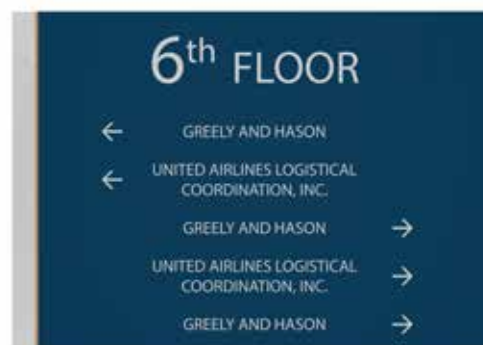 6th FLOOR
← GREELY AND HASON
← UNITED AIRLINES LOGISTICAL
COORDINATION, INC.
GREELY AND HASON →
UNITED AIRLINES LOGISTICAL
COORDINATION, INC. →
GREELY AND HASON →